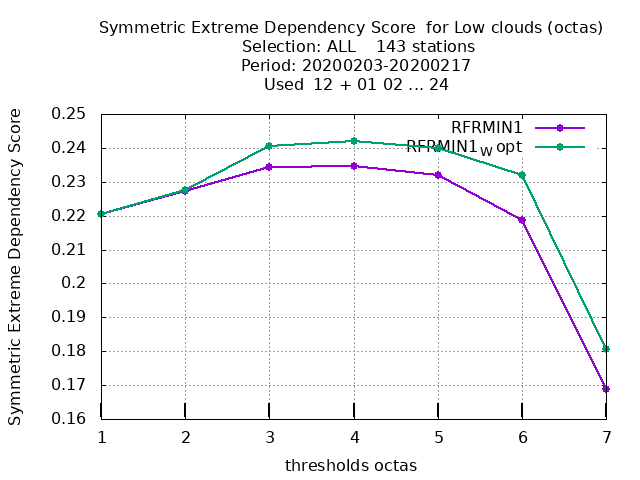 Symmetric Extreme Dependency Score  for Low clouds (octas)
Selection: ALL    143 stations
Period: 20200203-20200217
Used  12 + 01 02 ... 24
Symmetric Extreme Dependency Score
0.25
0.24
0.23
0.22
0.21
0.2
0.19
0.18
0.17
0.16
RFRMIN1
RFRMIN1W opt
1 2 3 4 5 6 7
thresholds octas